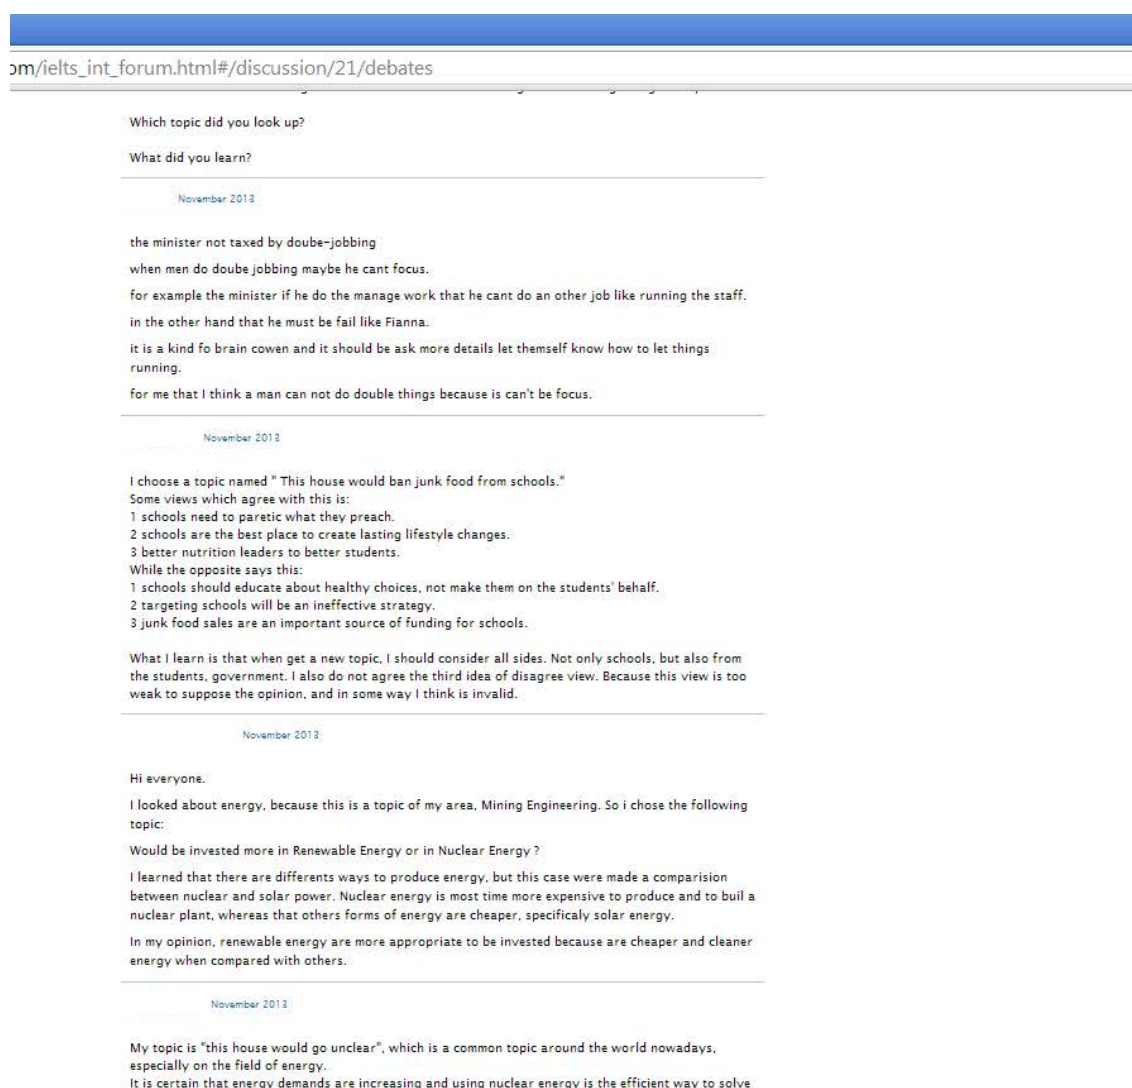 om/ielts_int_forum.html#/discussion/21/debates
Which topic did you look up?
What did you learn?
November 2013
the minister not taxed by doube-jobbing
when men do doube jobbing maybe he cant focus.
for example the minister if he do the manage work that he cant do an other job like running the staff.
in the other hand that he must be fail like Fianna.
it is a kind fo brain cowen and it should be ask more details let themself know how to let things
running.
for me that I think a man can not do double things because is can't be focus.
November 2013
I choose a topic named " This house would ban junk food from schools."
Some views which agree with this is:
1 schools need to paretic what they preach.
2 schools are the best place to create lasting lifestyle changes.
3 better nutrition leaders to better students.
While the opposite says this:
1 schools should educate about healthy choices, not make them on the students' behalf.
2 targeting schools will be an ineffective strategy.
3 junk food sales are an important source of funding for schools.
What I learn is that when get a new topic, I should consider all sides. Not only schools, but also from
the students, government. I also do not agree the third idea of disagree view. Because this view is too
weak to suppose the opinion, and in some way I think is invalid.
November 2013
Hi everyone.
I looked about energy, because this is a topic of my area, Mining Engineering. So i chose the following
topic:
Would be invested more in Renewable Energy or in Nuclear Energy ?
I learned that there are differents ways to produce energy, but this case were made a comparision
between nuclear and solar power. Nuclear energy is most time more expensive to produce and to buil a
nuclear plant, whereas that others forms of energy are cheaper, specificaly solar energy.
In my opinion, renewable energy are more appropriate to be invested because are cheaper and cleaner
energy when compared with others.
November 2013
My topic is "this house would go unclear", which is a common topic around the world nowadays,
especially on the field of energy.
It is certain that energy demands are increasing and using nuclear energy is the efficient way to solve